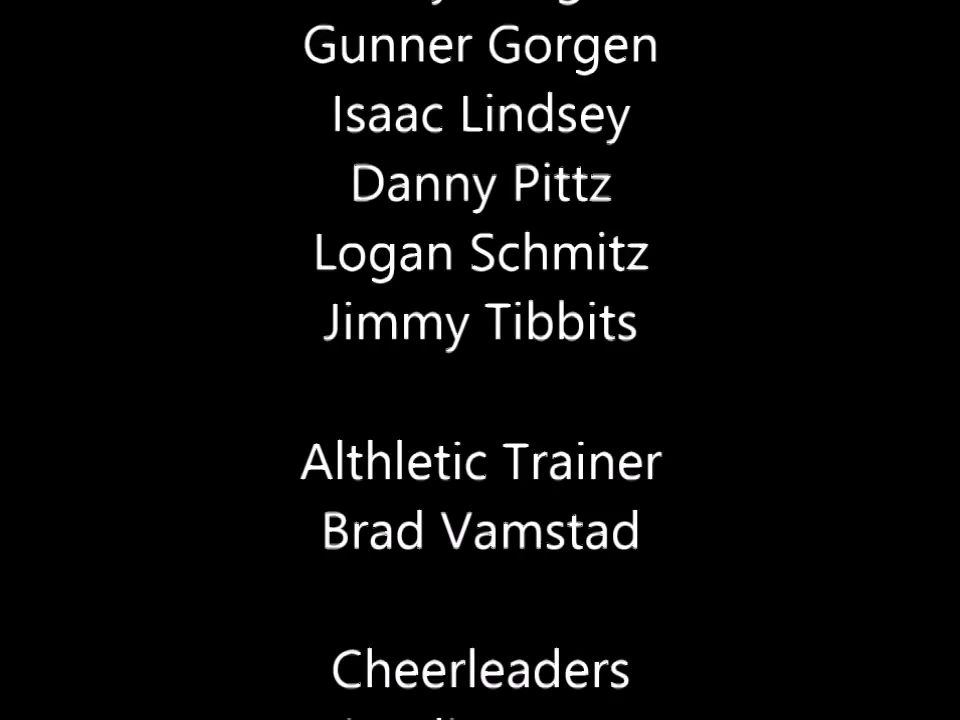 Gunner Gorgen
Isaac Lindsey
Danny Pittz
Logan Schmitz
Jimmy Tibbits
Althletic Trainer
Brad Vamstad
Cheerleaders